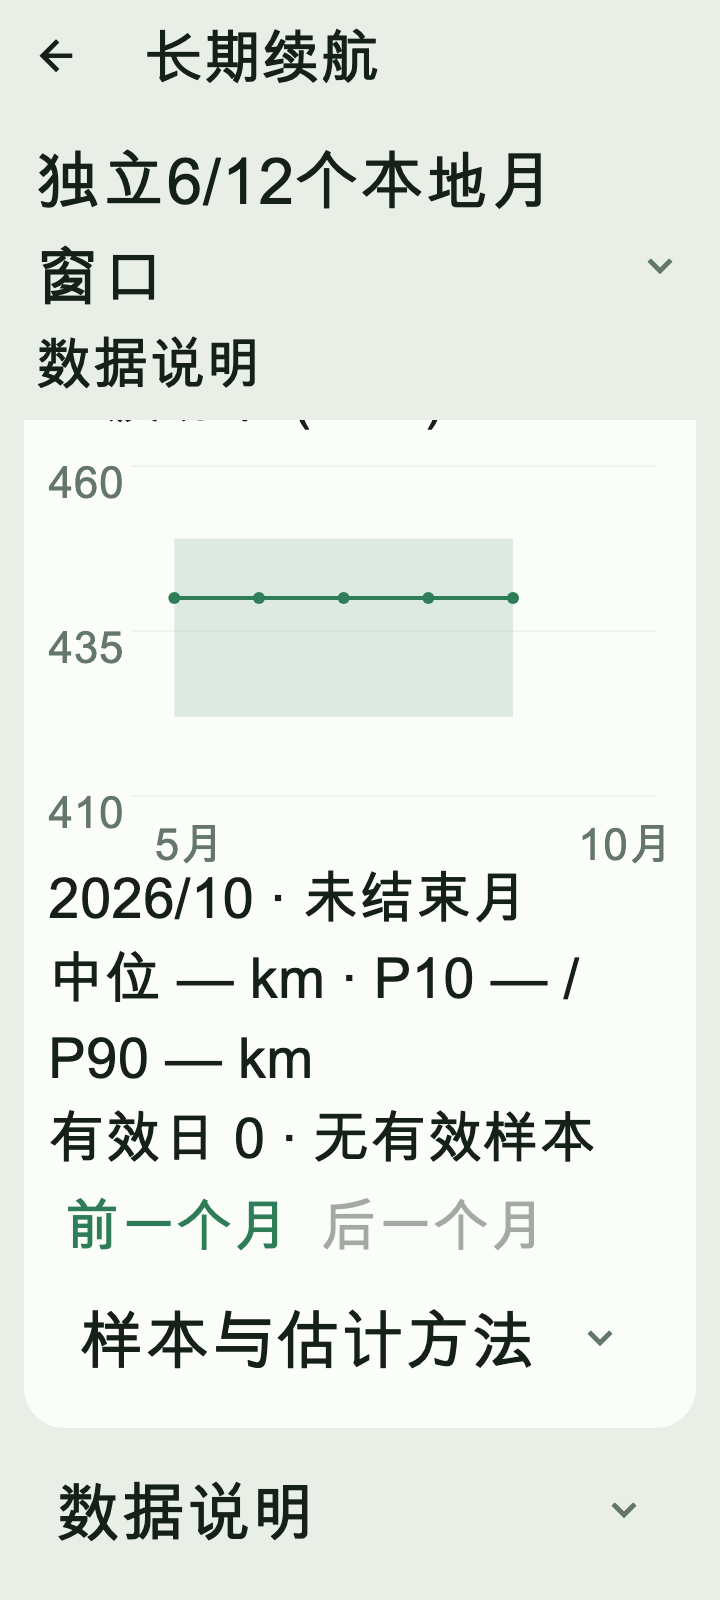 长期续航
独立6/12个本地月
窗口
数据说明
460
435
410
5月
10月
2026/10 · 未结束月
中位 — km · P10 — /
P90 — km
有效日 0 · 无有效样本
前一个月 后一个月
样本与估计方法
数据说明